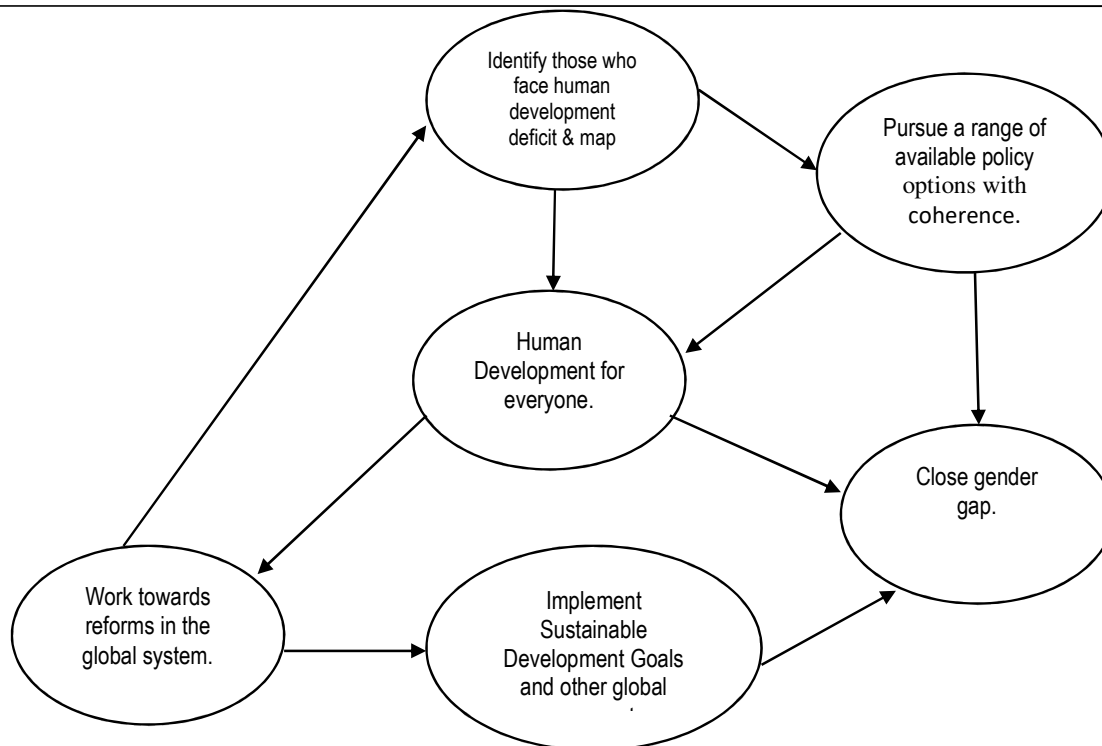 Identify those who
face human
development
deficit & map
Pursue a range of
available policy
options with
coherence.
Human
Development for
everyone.
Close gender
gap.
Work towards
reforms in the
global system.
Implement
Sustainable
Development Goals
and other global